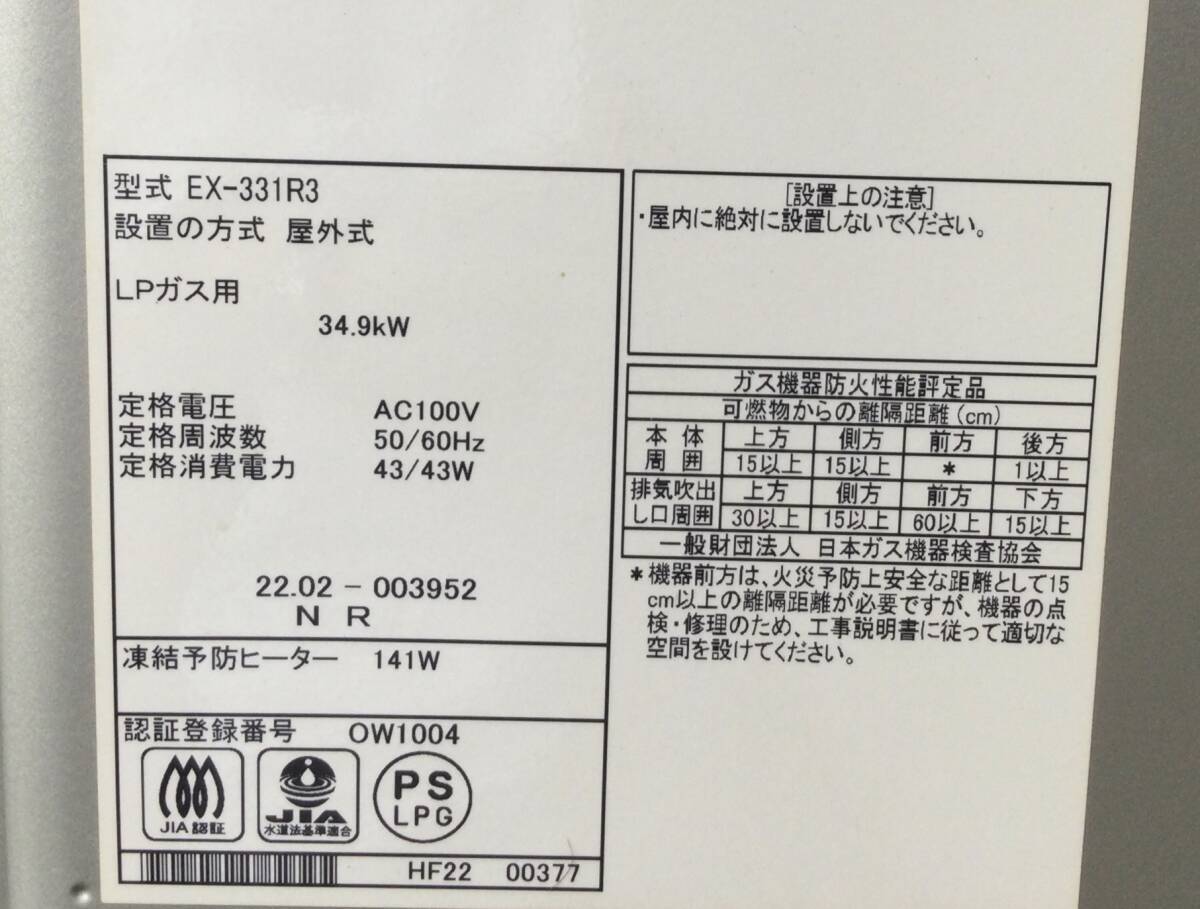 型式 EX-331R3
設置の方式 屋外式
LPガス用
34.9kW
定格電圧 AC100V
定格周波数 50/60Hz
定格消費電力 43/43W
22.02 - 003952
N R
凍結予防ヒーター 141W
認証登録番号 OW1004
JIA認証
JIA
水道法基準適合
PS
LPG
HF22 00377
[設置上の注意]
・屋内に絶対に設置しないでください。
ガス機器防火性能評定品
可燃物からの離隔距離(cm)
本体周囲 上方 側方 前方 後方
15以上 15以上 * 1以上
排気吹出し口周囲 上方 側方 前方 下方
30以上 15以上 60以上 15以上
一般財団法人 日本ガス機器検査協会
*機器前方は、火災予防上安全な距離として15
cm以上の離隔距離が必要ですが、機器の点
検・修理のため、工事説明書に従って適切な
空間を設けてください。